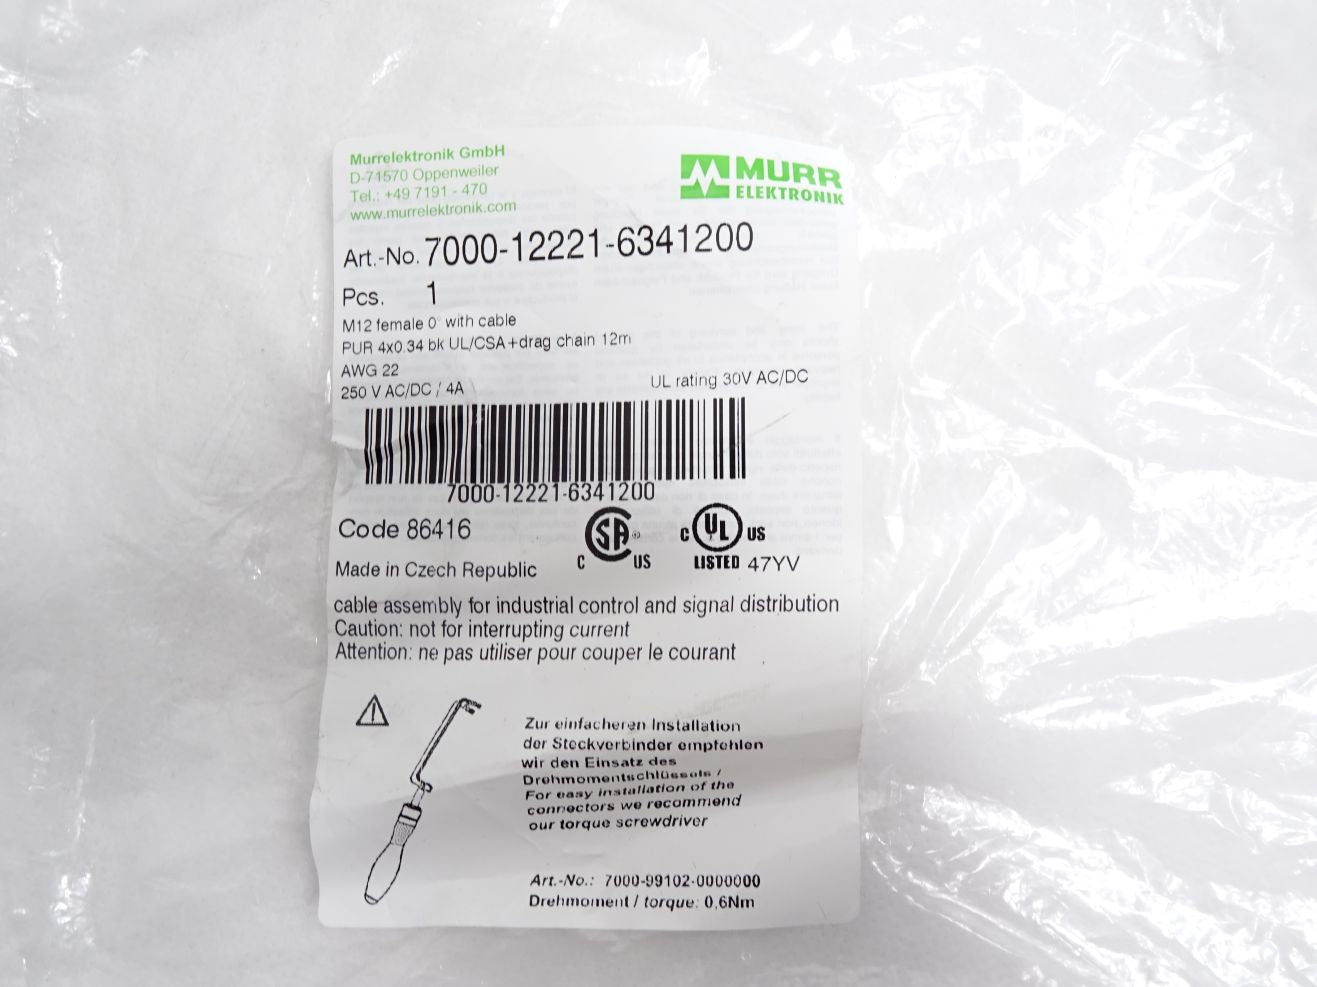 Murrelektronik GmbH
D-71570 Oppenweiler
Tel.: +49 7191 - 470
www.murrelektronik.com
MURR
ELEKTRONIK
Art.-No. 7000-12221-6341200
Pcs. 1
M12 female 0° with cable
PUR 4x0.34 bk UL/CSA+drag chain 12m
AWG 22
250 V AC/DC / 4A UL rating 30V AC/DC
7000-12221-6341200
Code 86416
C SA ® US
C UL US
LISTED 47YV
Made in Czech Republic
cable assembly for industrial control and signal distribution
Caution: not for interrupting current
Attention: ne pas utiliser pour couper le courant
Zur einfacheren Installation
der Steckverbinder empfehlen
wir den Einsatz des
Drehmomentschlüssels /
For easy installation of the
connectors we recommend
our torque screwdriver
Art.-No.: 7000-99102-0000000
Drehmoment / torque: 0,6Nm